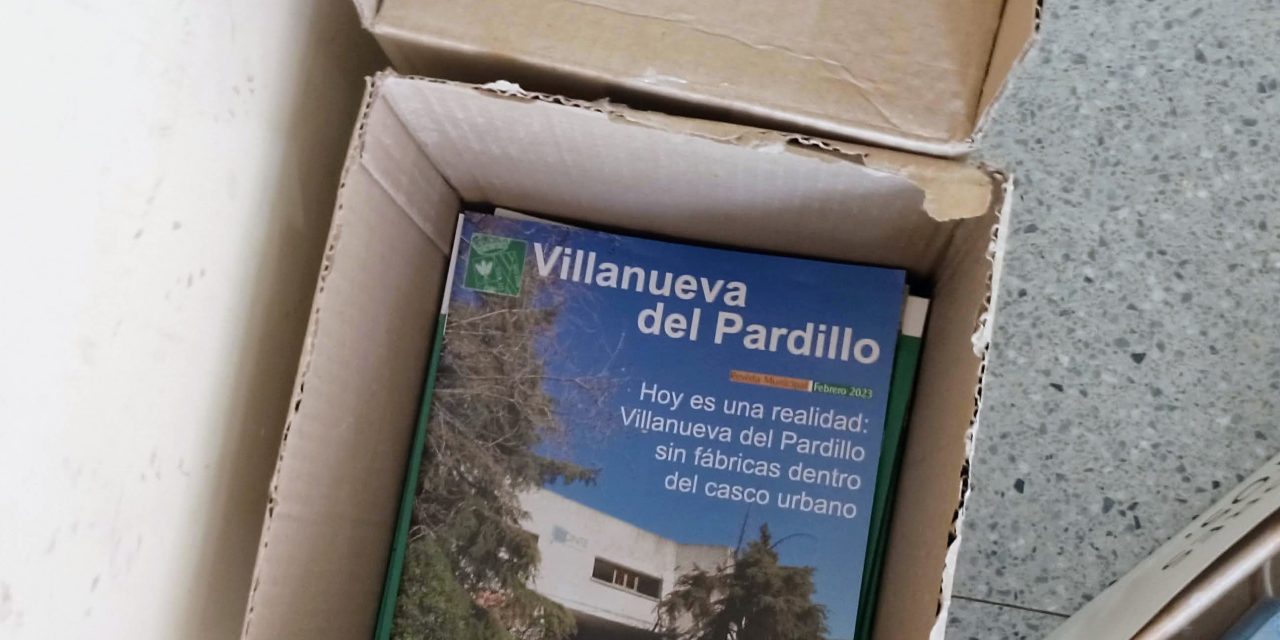 Villanueva
del Pardillo
Revista Municipal Febrero 2023
Hoy es una realidad:
Villanueva del Pardillo
sin fábricas dentro
del casco urbano